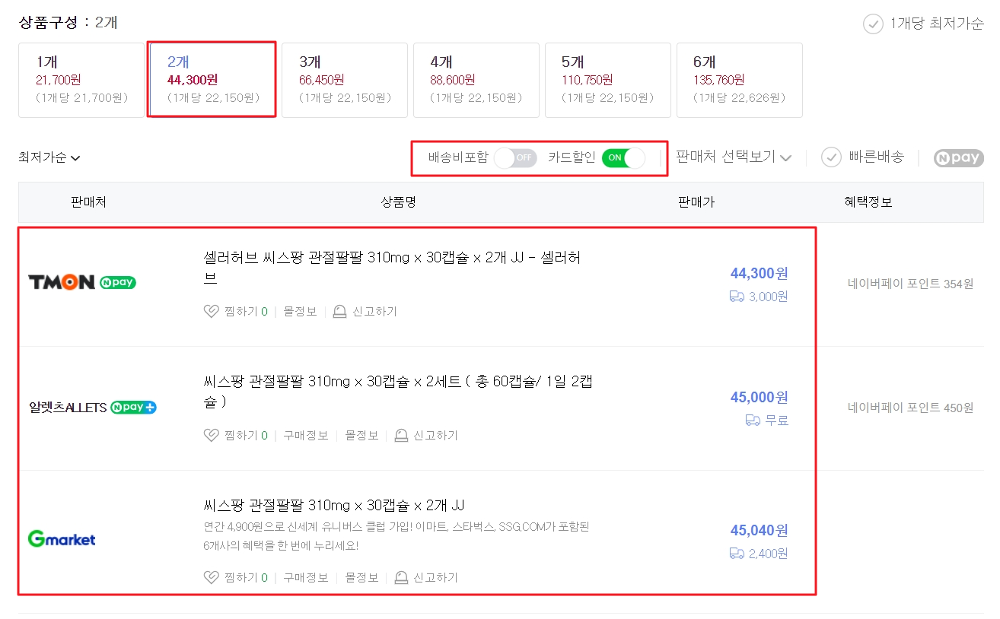 상품구성 : 2개
1개당 최저가순
1개
21,700원
(1개당 21,700원)
2개
44,300원
(1개당 22,150원)
3개
66,450원
(1개당 22,150원)
4개
88,600원
(1개당 22,150원)
5개
110,750원
(1개당 22,150원)
6개
135,760원
(1개당 22,626원)
최저가순
배송비포함 OFF 카드할인 ON 판매처 선택보기 빠른배송 N pay
판매처 상품명 판매가 혜택정보
TMON N pay
셀러허브 씨스팡 관절팔팔 310mg x 30캡슐 x 2개 JJ - 셀러허
브
찜하기 0 몰정보 신고하기
44,300원
3,000원
네이버페이 포인트 354원
알렛츠ALLETS N pay +
씨스팡 관절팔팔 310mg x 30캡슐 x 2세트 ( 총 60캡슐/ 1일 2캡
슐 )
찜하기 0 구매정보 몰정보 신고하기
45,000원
무료
네이버페이 포인트 450원
Gmarket
씨스팡 관절팔팔 310mg x 30캡슐 x 2개 JJ
연간 4,900원으로 신세계 유니버스 클럽 가입! 이마트, 스타벅스, SSG.COM가 포함된
6개사의 혜택을 한 번에 누리세요!
찜하기 0 구매정보 몰정보 신고하기
45,040원
2,400원